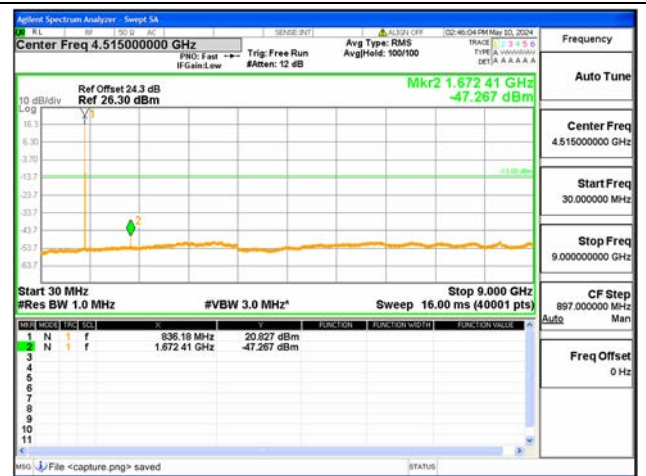 Agilent Spectrum Analyzer - Swept SA
RL RF 50 Ω AC SENSE:INT ALIGN OFF 02:46:04 PM May 10, 2024
Center Freq 4.515000000 GHz
PNO: Fast
IFGain:Low
Trig: Free Run
#Atten: 12 dB
Avg Type: RMS
Avg|Hold: 100/100
TRACE 1 2 3 4 5 6
TYPE A
DET A A A A A A
Ref Offset 24.3 dB
Ref 26.30 dBm
Mkr2 1.672 41 GHz
-47.267 dBm
10 dB/div
Log
1
16.3
6.30
-3.70
-13.7
-13.00 dBm
-23.7
-33.7
2
-43.7
-53.7
-63.7
Start 30 MHz
Stop 9.000 GHz
#Res BW 1.0 MHz #VBW 3.0 MHz* Sweep 16.00 ms (40001 pts)
MKR MODE TRC SCL X Y FUNCTION FUNCTION WIDTH FUNCTION VALUE
1 N 1 f 836.18 MHz 20.827 dBm
2 N 1 f 1.672 41 GHz -47.267 dBm
3
4
5
6
7
8
9
10
11
MSG File <capture.png> saved STATUS
Frequency
Auto Tune
Center Freq
4.515000000 GHz
Start Freq
30.000000 MHz
Stop Freq
9.000000000 GHz
CF Step
897.000000 MHz
Auto Man
Freq Offset
0 Hz